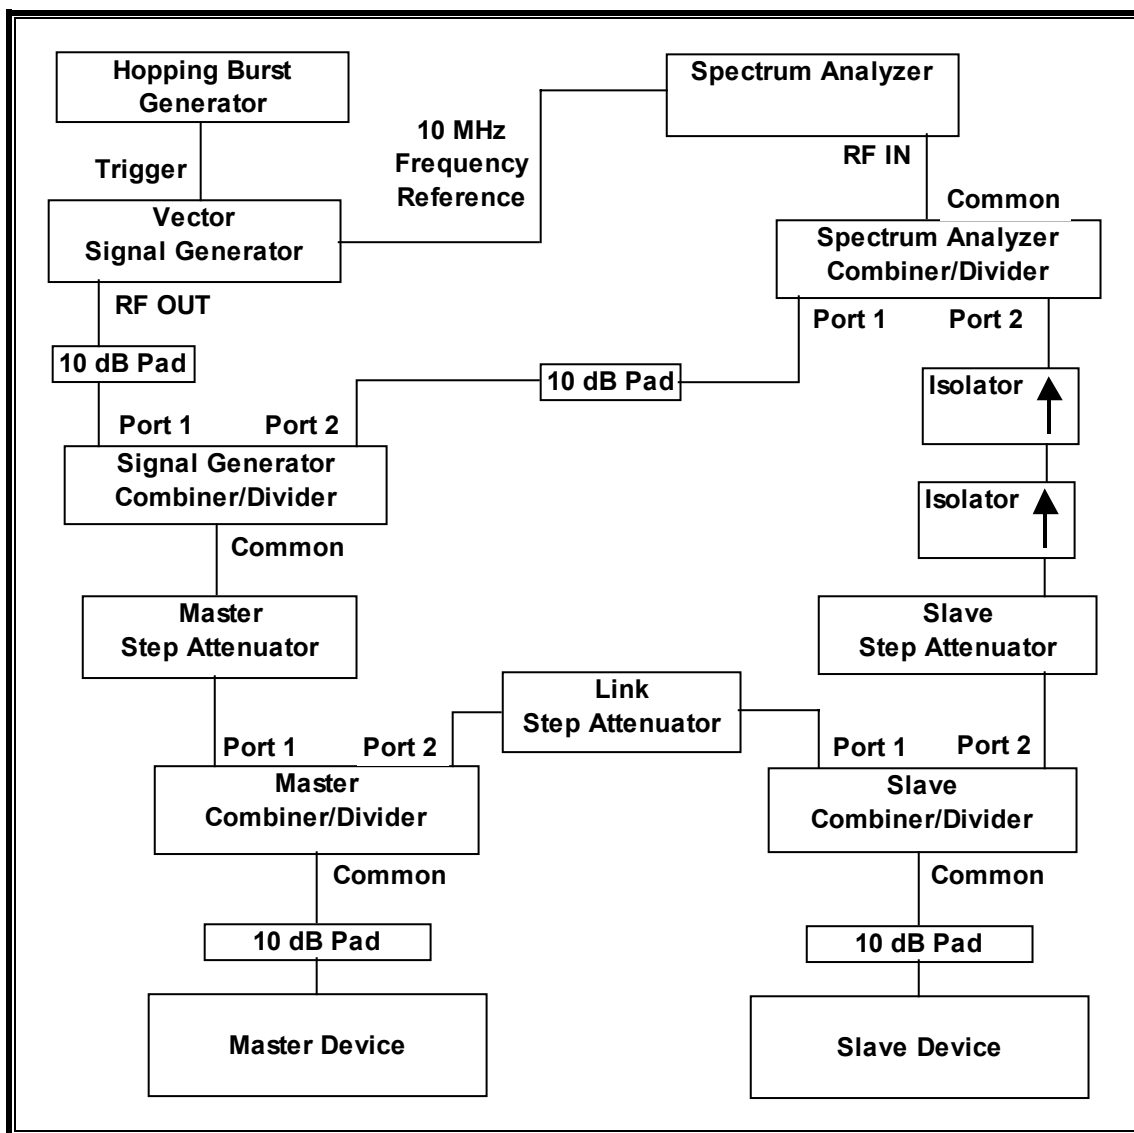 Hopping Burst
Generator
Spectrum Analyzer
10 MHz
Frequency
Reference
RF IN
Trigger
Common
Vector
Signal Generator
Spectrum Analyzer
Combiner/Divider
RF OUT
Port 1
Port 2
10 dB Pad
10 dB Pad
Isolator
Port 1
Port 2
Signal Generator
Combiner/Divider
Isolator
Common
Master
Step Attenuator
Slave
Step Attenuator
Link
Step Attenuator
Port 1
Port 2
Port 1
Port 2
Master
Combiner/Divider
Slave
Combiner/Divider
Common
Common
10 dB Pad
10 dB Pad
Master Device
Slave Device